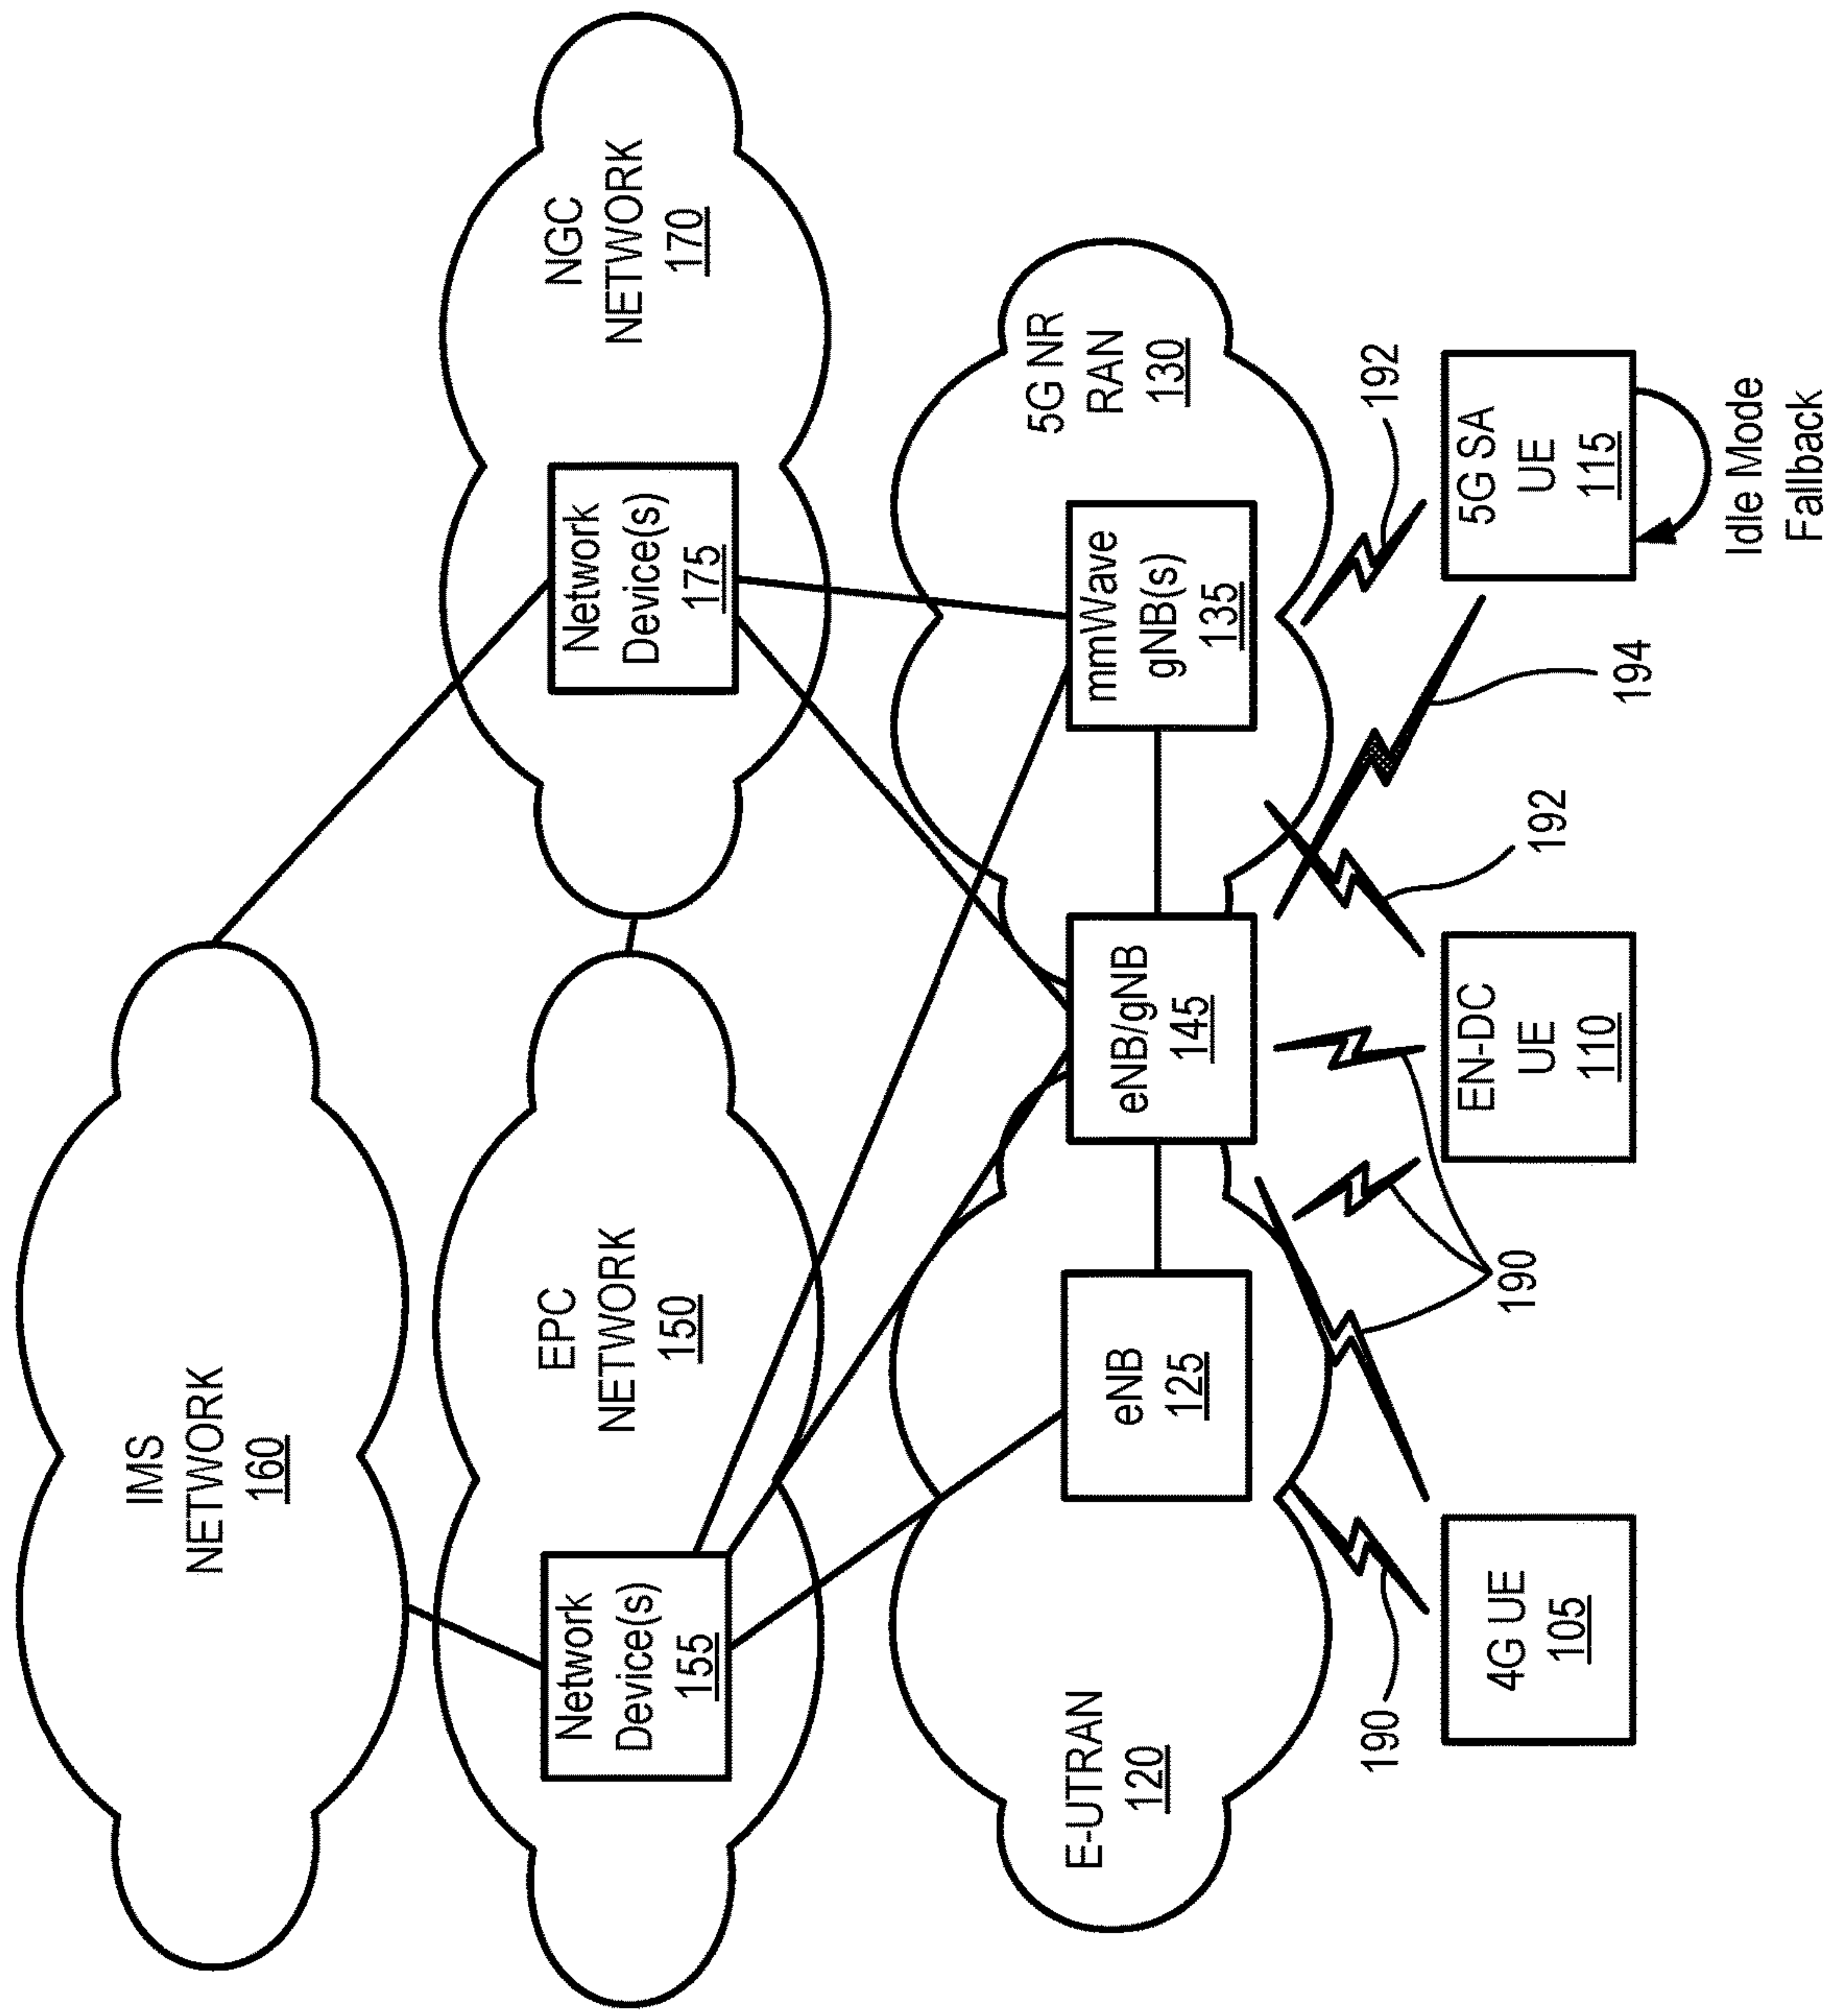 IMS
NETWORK
160
NGC
NETWORK
170
EPC
NETWORK
150
Network
Device(s)
155
Network
Device(s)
175
E-UTRAN
120
eNB
125
eNB/gNB
145
mmWave
gNB(s)
135
5G NR
RAN
130
190
190
192
194
192
4G UE
105
EN-DC
UE
110
5G SA
UE
115
Idle Mode
Fallback